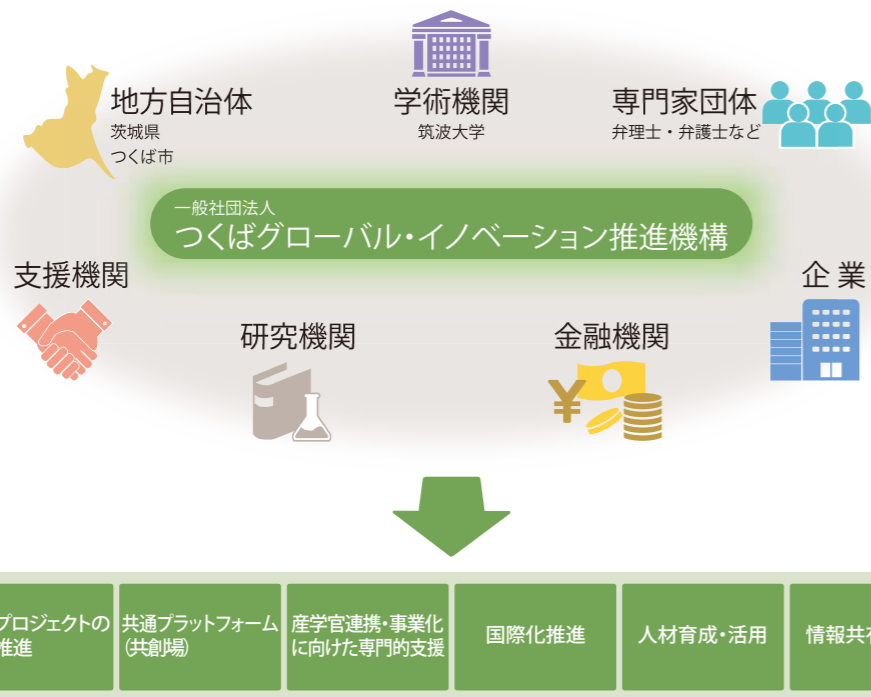 地方自治体
茨城県
つくば市
学術機関
筑波大学
専門家団体
弁理士・弁護士など
一般社団法人
つくばグローバル・イノベーション推進機構
支援機関
企業
研究機関
金融機関
¥
プロジェクトの
推進
共通プラットフォーム
(共創場)
産学官連携・事業化
に向けた専門的支援
国際化推進
人材育成・活用
情報共有